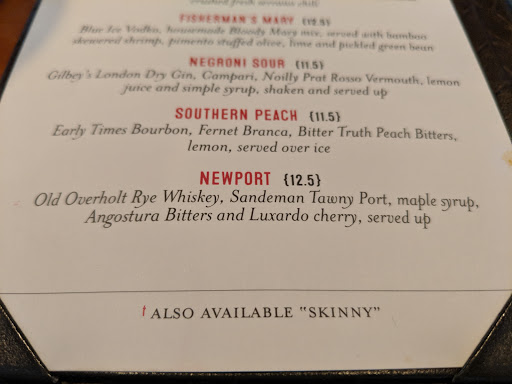 crushed fresh serrano chili
FISHERMAN'S MARY {12.5}
Blue Ice Vodka, housemade Bloody Mary mix, served with bamboo
skewered shrimp, pimento stuffed olive, lime and pickled green bean
NEGRONI SOUR {11.5}
Gilbey's London Dry Gin, Campari, Noilly Prat Rosso Vermouth, lemon
juice and simple syrup, shaken and served up
SOUTHERN PEACH {11.5}
Early Times Bourbon, Fernet Branca, Bitter Truth Peach Bitters,
lemon, served over ice
NEWPORT {12.5}
Old Overholt Rye Whiskey, Sandeman Tawny Port, maple syrup,
Angostura Bitters and Luxardo cherry, served up
† ALSO AVAILABLE "SKINNY"